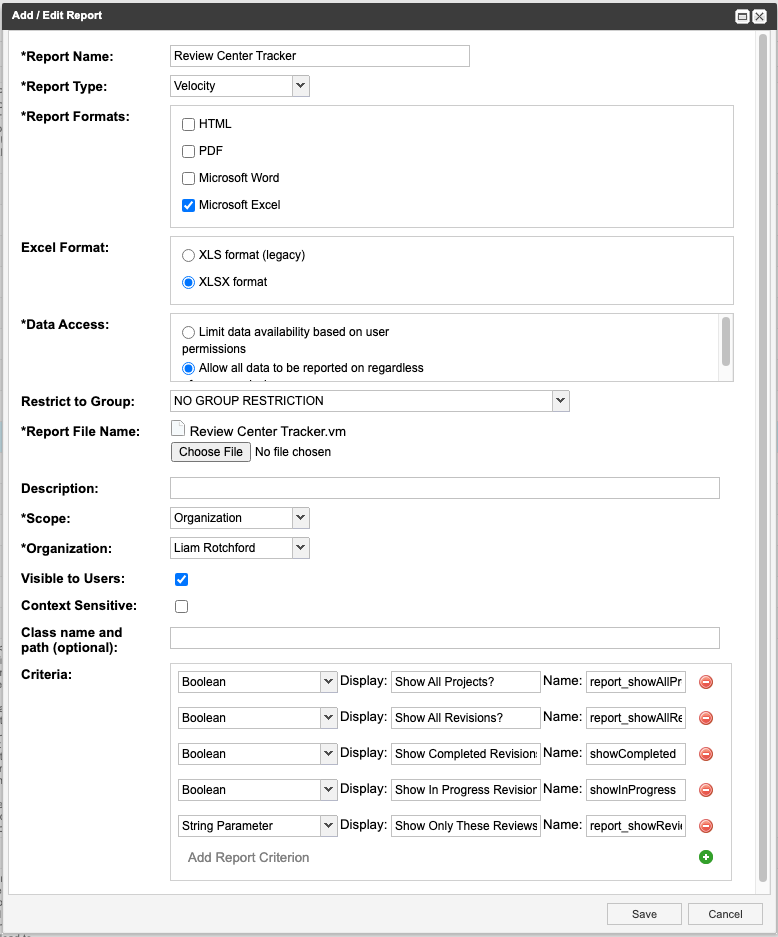 Add / Edit Report
*Report Name: Review Center Tracker
*Report Type: Velocity
*Report Formats:
HTML
PDF
Microsoft Word
Microsoft Excel
Excel Format:
XLS format (legacy)
XLSX format
*Data Access:
Limit data availability based on user
permissions
Allow all data to be reported on regardless
Restrict to Group: NO GROUP RESTRICTION
*Report File Name: Review Center Tracker.vm
Choose File No file chosen
Description:
*Scope: Organization
*Organization: Liam Rotchford
Visible to Users:
Context Sensitive:
Class name and
path (optional):
Criteria:
Boolean Display: Show All Projects? Name: report_showAllPr
Boolean Display: Show All Revisions? Name: report_showAllRe
Boolean Display: Show Completed Revision Name: showCompleted
Boolean Display: Show In Progress Revision Name: showInProgress
String Parameter Display: Show Only These Reviews Name: report_showRevi
Add Report Criterion
Save Cancel